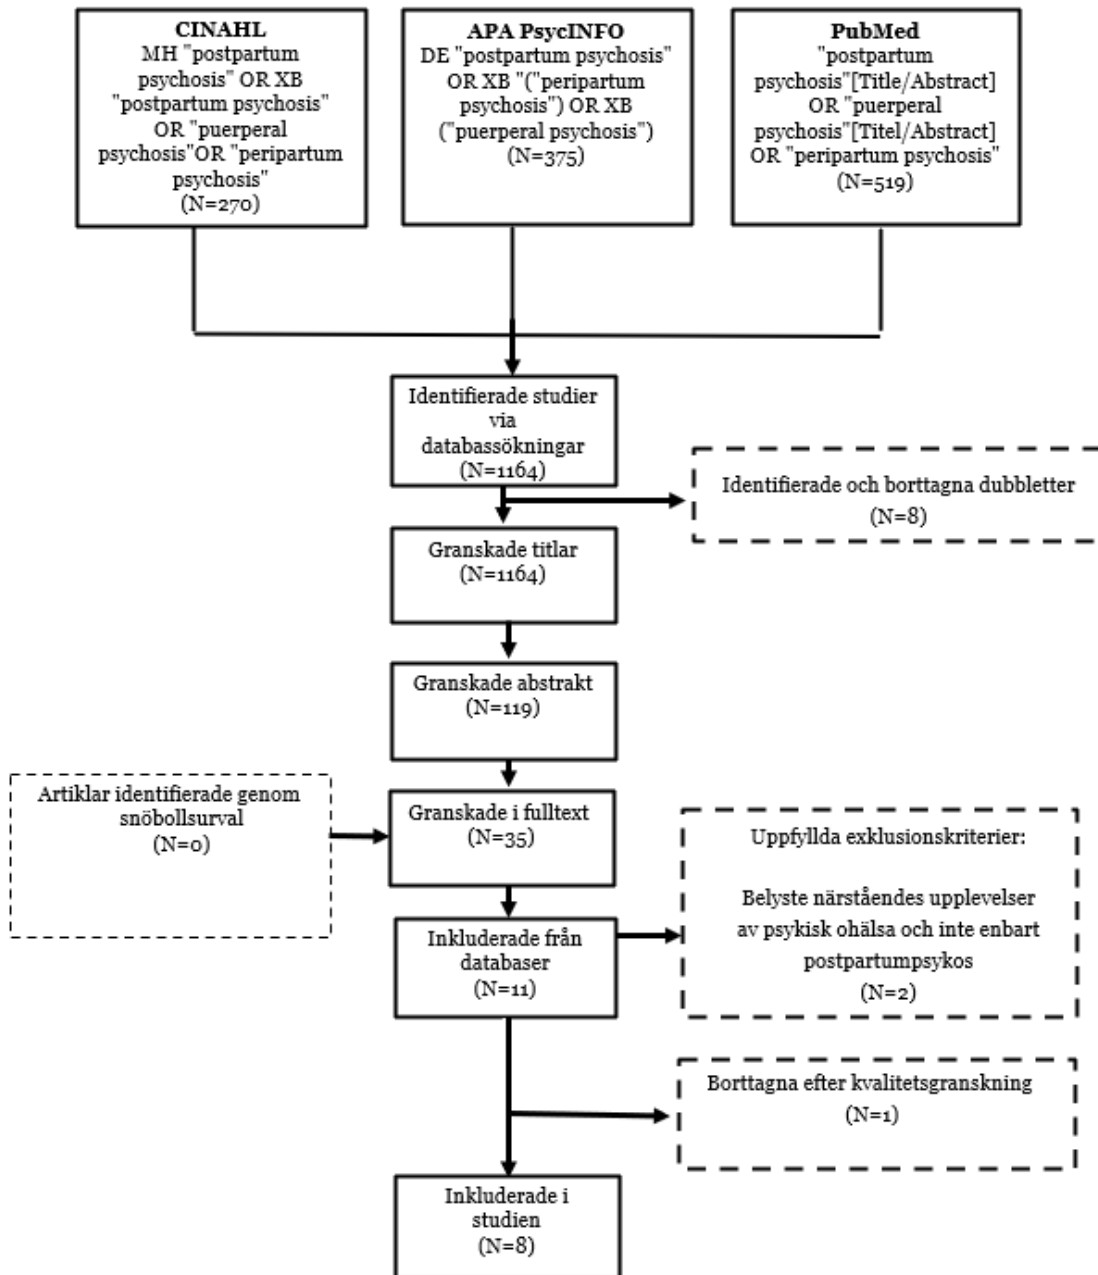 CINAHL
MH "postpartum
psychosis" OR XB
"postpartum psychosis"
OR "puerperal
psychosis"OR "peripartum
psychosis"
(N=270)
APA PsycINFO
DE "postpartum psychosis"
OR XB "("peripartum
psychosis") OR XB
("puerperal psychosis")
(N=375)
PubMed
"postpartum
psychosis"[Title/Abstract]
OR "puerperal
psychosis"[Titel/Abstract]
OR "peripartum psychosis"
(N=519)
Identifierade studier
via
databassökningar
(N=1164)
Identifierade och borttagna dubbletter
(N=8)
Granskade titlar
(N=1164)
Granskade abstrakt
(N=119)
Artiklar identifierade genom
snöbollsurval
(N=0)
Granskade i fulltext
(N=35)
Uppfyllda exklusionskriterier:
Belyste närståendes upplevelser
av psykisk ohälsa och inte enbart
postpartumpsykos
(N=2)
Inkluderade från
databaser
(N=11)
Borttagna efter kvalitetsgranskning
(N=1)
Inkluderade i
studien
(N=8)